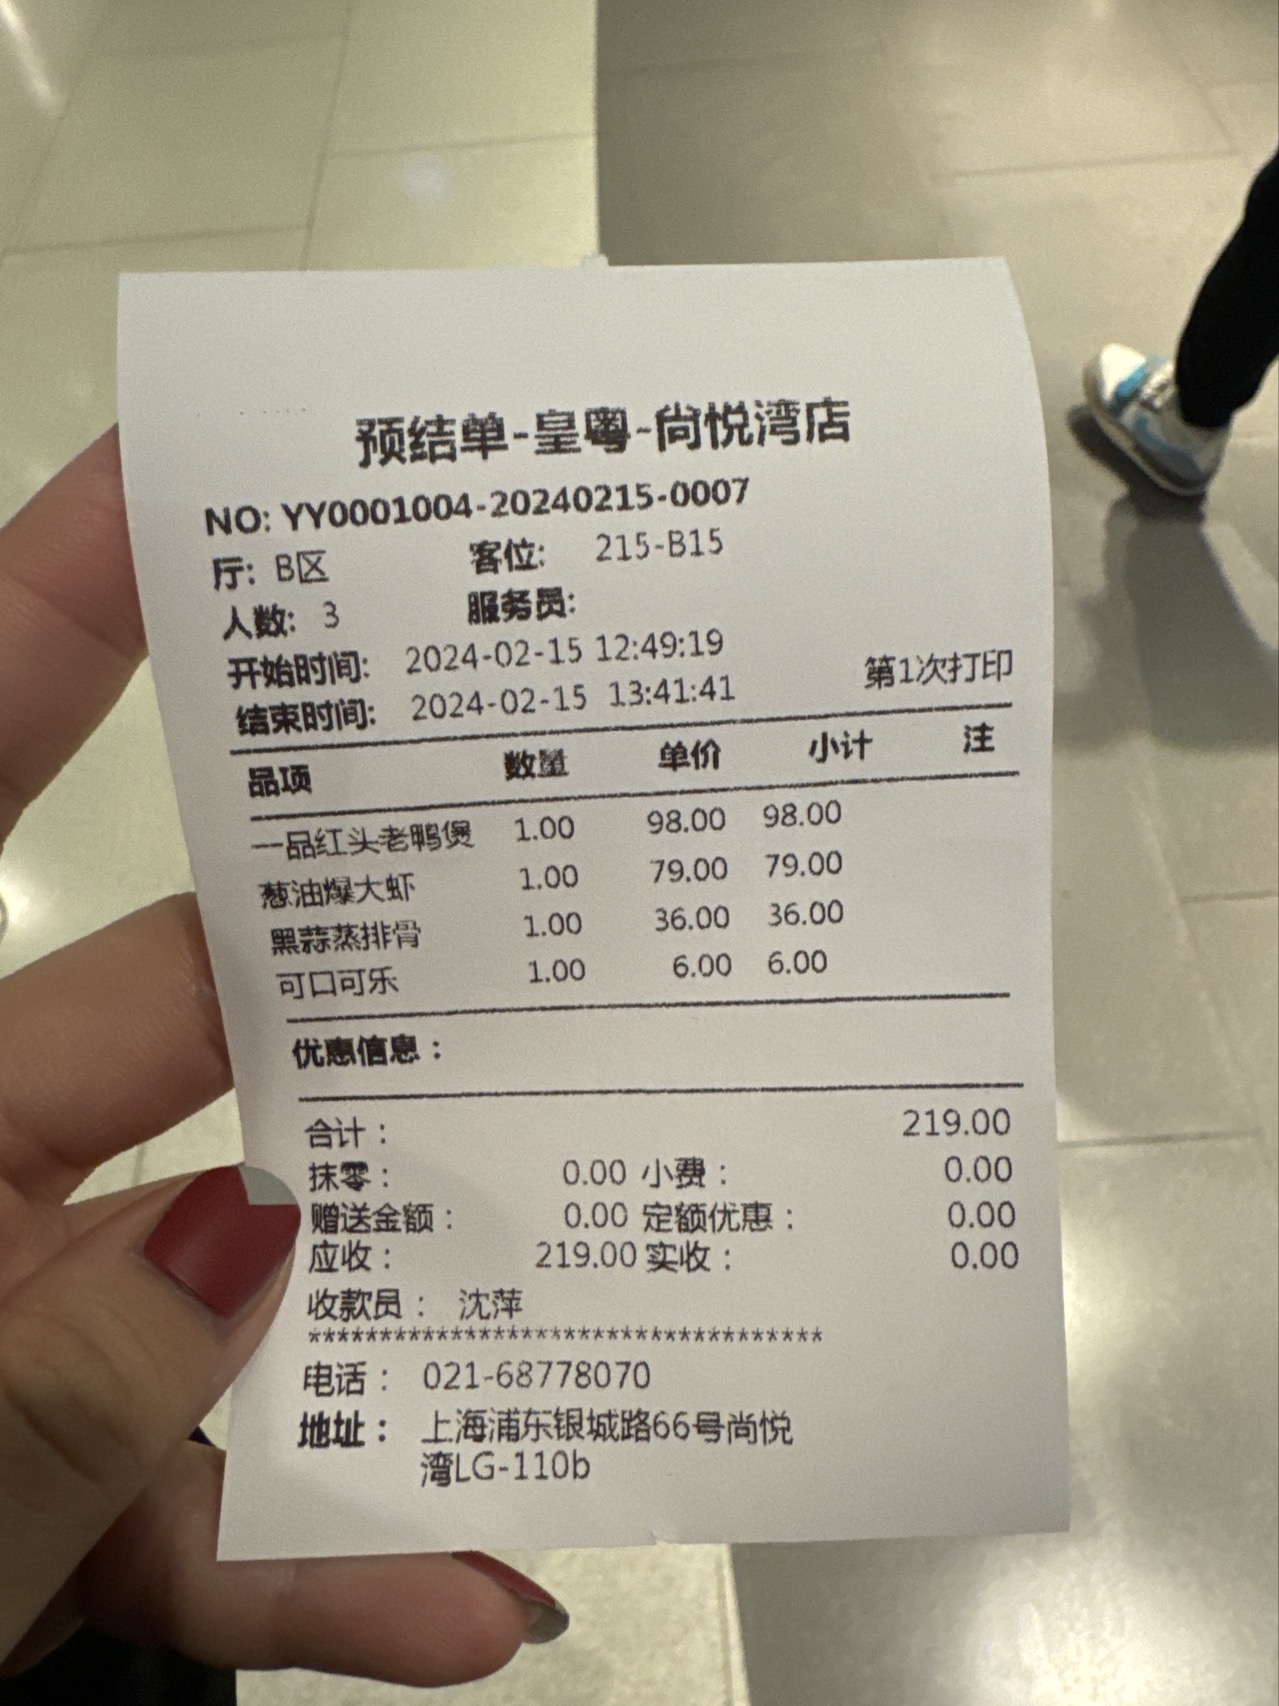 预结单-皇粤-尚悦湾店
NO: YY0001004-20240215-0007
厅: B区 客位: 215-B15
人数: 3 服务员:
开始时间: 2024-02-15 12:49:19
结束时间: 2024-02-15 13:41:41 第1次打印
品项 数量 单价 小计 注
一品红头老鸭煲 1.00 98.00 98.00
葱油爆大虾 1.00 79.00 79.00
黑蒜蒸排骨 1.00 36.00 36.00
可口可乐 1.00 6.00 6.00
优惠信息：
合计： 219.00
抹零： 0.00 小费： 0.00
赠送金额： 0.00 定额优惠： 0.00
应收： 219.00 实收： 0.00
收款员： 沈萍
************************************
电话： 021-68778070
地址： 上海浦东银城路66号尚悦
湾LG-110b